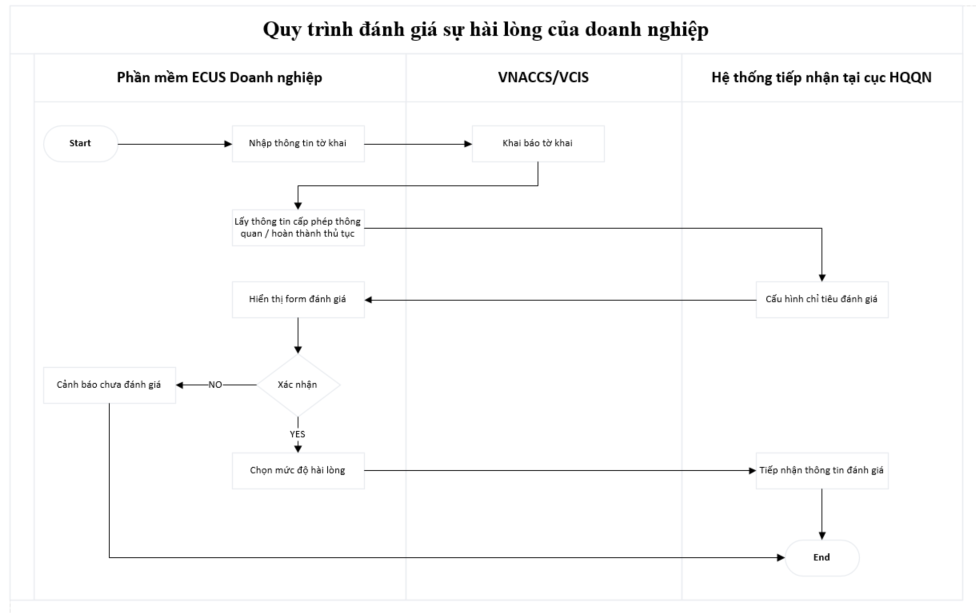 Quy trình đánh giá sự hài lòng của doanh nghiệp
Phần mềm ECUS Doanh nghiệp
VNACCS/VCIS
Hệ thống tiếp nhận tại cục HQQN
Start
Nhập thông tin tờ khai
Khai báo tờ khai
Lấy thông tin cấp phép thông
quan / hoàn thành thủ tục
Hiển thị form đánh giá
Cấu hình chỉ tiêu đánh giá
Cảnh báo chưa đánh giá
NO
Xác nhận
YES
Chọn mức độ hài lòng
Tiếp nhận thông tin đánh giá
End